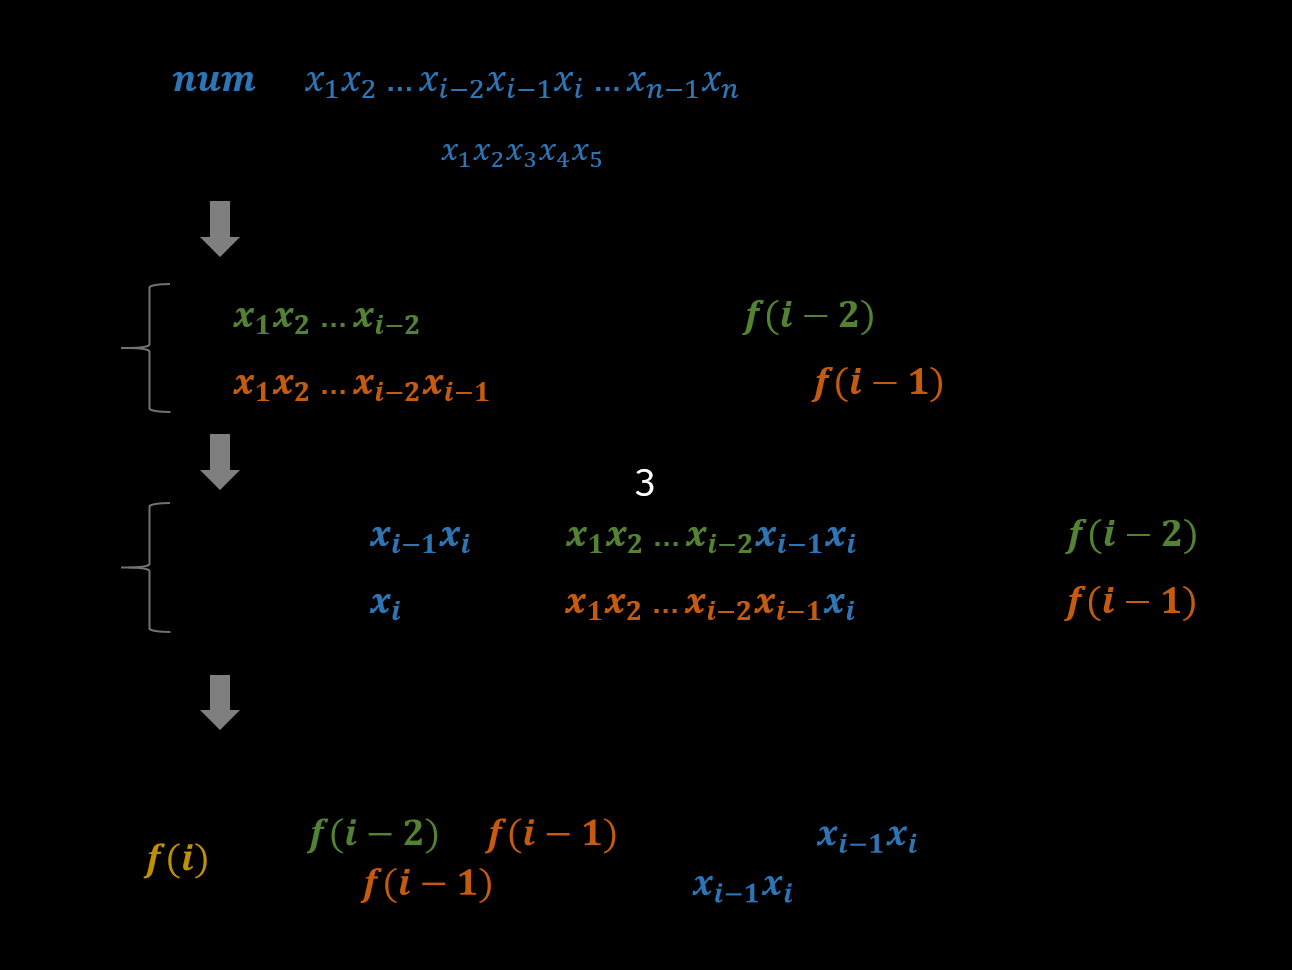 num x₁x₂ … xᵢ₋₂xᵢ₋₁xᵢ … xₙ₋₁xₙ
x₁x₂x₃x₄x₅
x₁x₂ … xᵢ₋₂ f(i − 2)
x₁x₂ … xᵢ₋₂xᵢ₋₁ f(i − 1)
3
xᵢ₋₁xᵢ x₁x₂ … xᵢ₋₂xᵢ₋₁xᵢ f(i − 2)
xᵢ x₁x₂ … xᵢ₋₂xᵢ₋₁xᵢ f(i − 1)
f(i − 2) f(i − 1) xᵢ₋₁xᵢ
f(i)
f(i − 1) xᵢ₋₁xᵢ